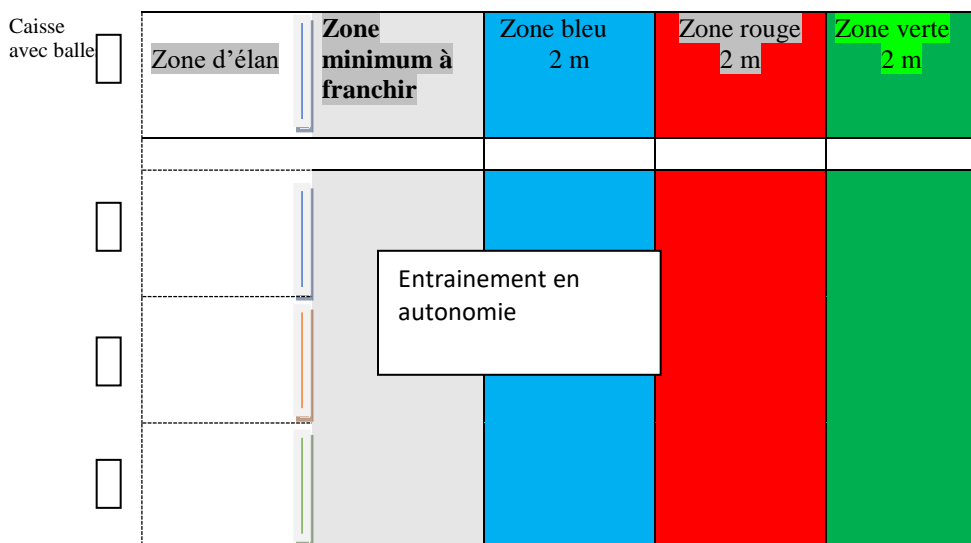 Caisse
avec balle
Zone d’élan
Zone
minimum à
franchir
Zone bleu
2 m
Zone rouge
2 m
Zone verte
2 m
Entrainement en
autonomie